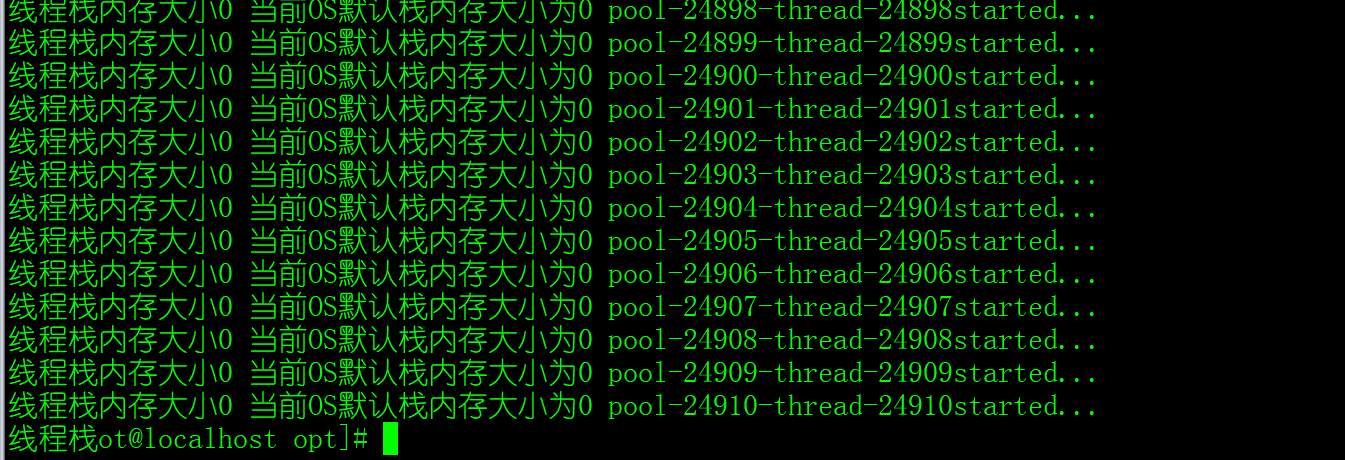 线程栈内存大小\0 当前OS默认栈内存大小为0 pool-24898-thread-24898started...
线程栈内存大小\0 当前OS默认栈内存大小为0 pool-24899-thread-24899started...
线程栈内存大小\0 当前OS默认栈内存大小为0 pool-24900-thread-24900started...
线程栈内存大小\0 当前OS默认栈内存大小为0 pool-24901-thread-24901started...
线程栈内存大小\0 当前OS默认栈内存大小为0 pool-24902-thread-24902started...
线程栈内存大小\0 当前OS默认栈内存大小为0 pool-24903-thread-24903started...
线程栈内存大小\0 当前OS默认栈内存大小为0 pool-24904-thread-24904started...
线程栈内存大小\0 当前OS默认栈内存大小为0 pool-24905-thread-24905started...
线程栈内存大小\0 当前OS默认栈内存大小为0 pool-24906-thread-24906started...
线程栈内存大小\0 当前OS默认栈内存大小为0 pool-24907-thread-24907started...
线程栈内存大小\0 当前OS默认栈内存大小为0 pool-24908-thread-24908started...
线程栈内存大小\0 当前OS默认栈内存大小为0 pool-24909-thread-24909started...
线程栈内存大小\0 当前OS默认栈内存大小为0 pool-24910-thread-24910started...
线程栈ot@localhost opt]#